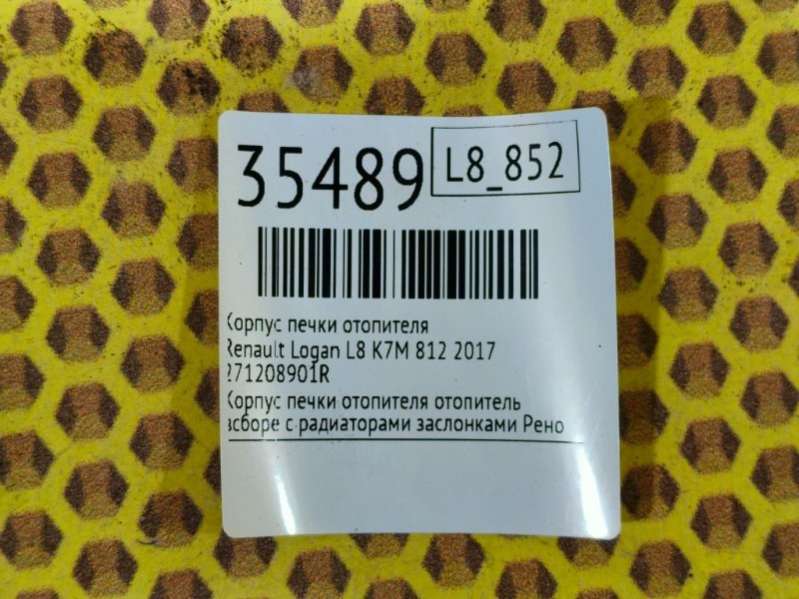 35489 L8_852
Корпус печки отопителя
Renault Logan L8 K7M 812 2017
271208901R
Корпус печки отопителя отопитель
всборе с радиаторами заслонками Рено